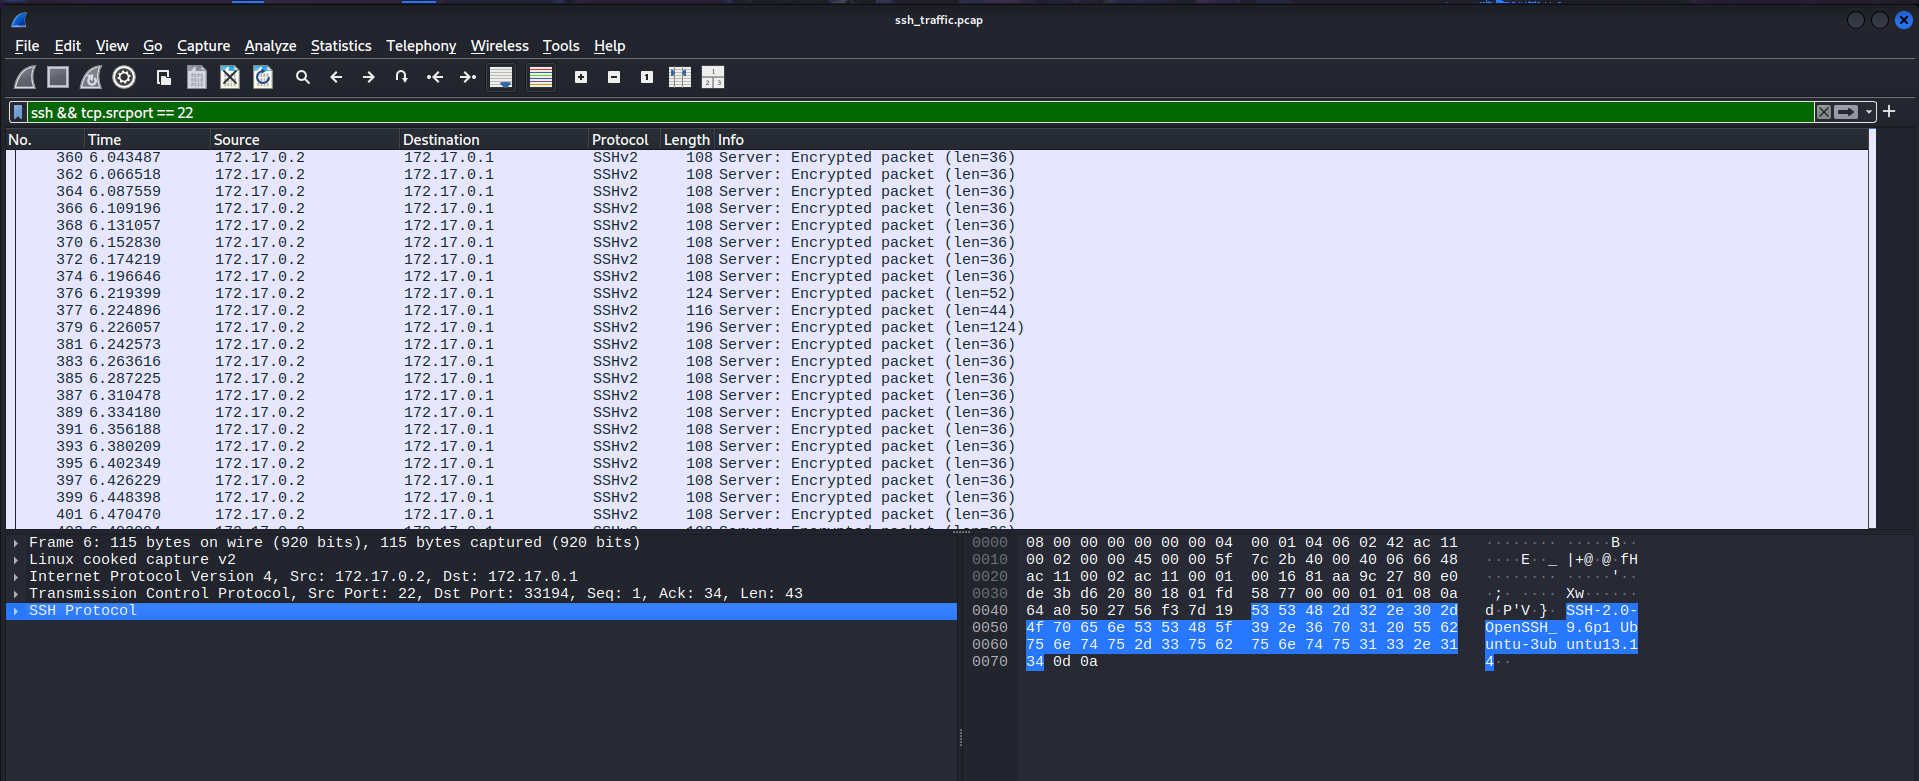 ssh_traffic.pcap
File Edit View Go Capture Analyze Statistics Telephony Wireless Tools Help
ssh && tcp.srcport == 22
No. Time Source Destination Protocol Length Info
360 6.043487 172.17.0.2 172.17.0.1 SSHv2 108 Server: Encrypted packet (len=36)
362 6.066518 172.17.0.2 172.17.0.1 SSHv2 108 Server: Encrypted packet (len=36)
364 6.087559 172.17.0.2 172.17.0.1 SSHv2 108 Server: Encrypted packet (len=36)
366 6.109196 172.17.0.2 172.17.0.1 SSHv2 108 Server: Encrypted packet (len=36)
368 6.131057 172.17.0.2 172.17.0.1 SSHv2 108 Server: Encrypted packet (len=36)
370 6.152830 172.17.0.2 172.17.0.1 SSHv2 108 Server: Encrypted packet (len=36)
372 6.174219 172.17.0.2 172.17.0.1 SSHv2 108 Server: Encrypted packet (len=36)
374 6.196646 172.17.0.2 172.17.0.1 SSHv2 108 Server: Encrypted packet (len=36)
376 6.219399 172.17.0.2 172.17.0.1 SSHv2 124 Server: Encrypted packet (len=52)
377 6.224896 172.17.0.2 172.17.0.1 SSHv2 116 Server: Encrypted packet (len=44)
379 6.226057 172.17.0.2 172.17.0.1 SSHv2 196 Server: Encrypted packet (len=124)
381 6.242573 172.17.0.2 172.17.0.1 SSHv2 108 Server: Encrypted packet (len=36)
383 6.263616 172.17.0.2 172.17.0.1 SSHv2 108 Server: Encrypted packet (len=36)
385 6.287225 172.17.0.2 172.17.0.1 SSHv2 108 Server: Encrypted packet (len=36)
387 6.310478 172.17.0.2 172.17.0.1 SSHv2 108 Server: Encrypted packet (len=36)
389 6.334180 172.17.0.2 172.17.0.1 SSHv2 108 Server: Encrypted packet (len=36)
391 6.356188 172.17.0.2 172.17.0.1 SSHv2 108 Server: Encrypted packet (len=36)
393 6.380209 172.17.0.2 172.17.0.1 SSHv2 108 Server: Encrypted packet (len=36)
395 6.402349 172.17.0.2 172.17.0.1 SSHv2 108 Server: Encrypted packet (len=36)
397 6.426229 172.17.0.2 172.17.0.1 SSHv2 108 Server: Encrypted packet (len=36)
399 6.448398 172.17.0.2 172.17.0.1 SSHv2 108 Server: Encrypted packet (len=36)
401 6.470470 172.17.0.2 172.17.0.1 SSHv2 108 Server: Encrypted packet (len=36)
Frame 6: 115 bytes on wire (920 bits), 115 bytes captured (920 bits)
Linux cooked capture v2
Internet Protocol Version 4, Src: 172.17.0.2, Dst: 172.17.0.1
Transmission Control Protocol, Src Port: 22, Dst Port: 33194, Seq: 1, Ack: 34, Len: 43
SSH Protocol
0000 08 00 00 00 00 00 00 04 00 01 04 06 02 42 ac 11 ········ ·····B··
0010 00 02 00 00 45 00 00 5f 7c 2b 40 00 40 06 66 48 ····E··_ |+@·@·fH
0020 ac 11 00 02 ac 11 00 01 00 16 81 aa 9c 27 80 e0 ········ ·····'··
0030 de 3b d6 20 80 18 01 fd 58 77 00 00 01 01 08 0a ·;· ···· Xw······
0040 64 a0 50 27 56 f3 7d 19 53 53 48 2d 32 2e 30 2d d·P'V·}· SSH-2.0-
0050 4f 70 65 6e 53 53 48 5f 39 2e 36 70 31 20 55 62 OpenSSH_ 9.6p1 Ub
0060 75 6e 74 75 2d 33 75 62 75 6e 74 75 31 33 2e 31 untu-3ub untu13.1
0070 34 0d 0a 4··